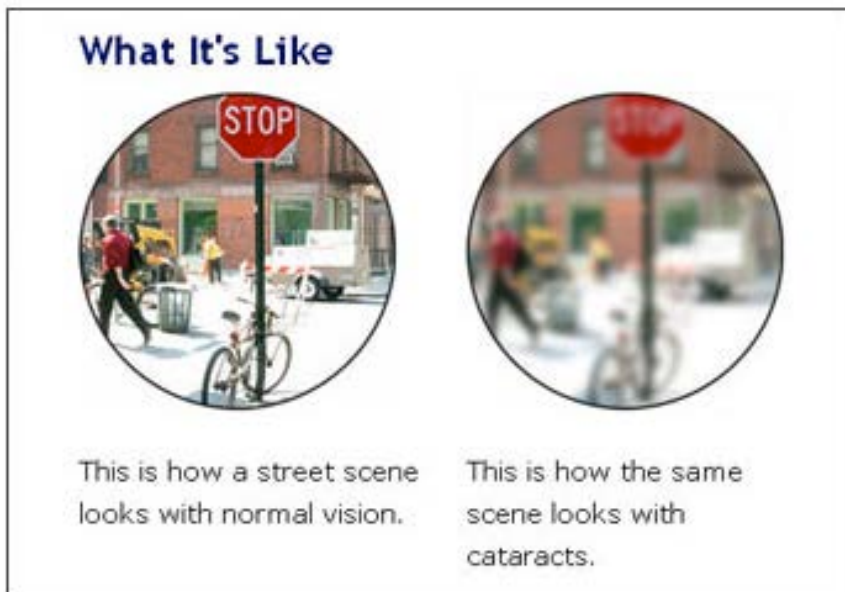 What It's Like
STOP
STOP
This is how a street scene
looks with normal vision.
This is how the same
scene looks with
cataracts.